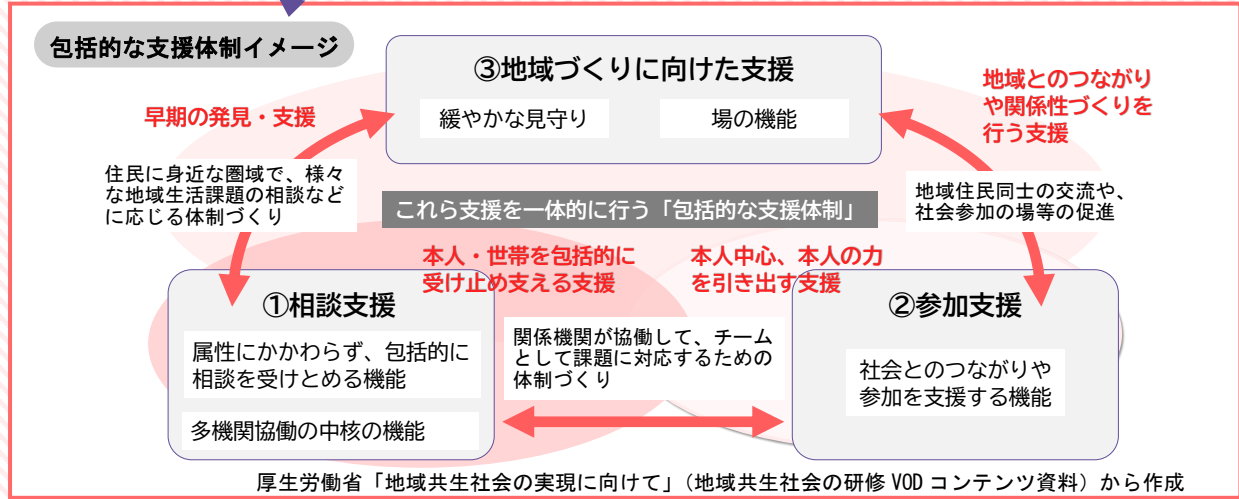 包括的な支援体制イメージ
③地域づくりに向けた支援
緩やかな見守り
場の機能
早期の発見・支援
地域とのつながり
や関係性づくりを
行う支援
住民に身近な圏域で、様々
な地域生活課題の相談など
に応じる体制づくり
地域住民同士の交流や、
社会参加の場等の促進
これら支援を一体的に行う「包括的な支援体制」
本人・世帯を包括的に
受け止め支える支援
本人中心、本人の力
を引き出す支援
①相談支援
属性にかかわらず、包括的に
相談を受けとめる機能
多機関協働の中核の機能
関係機関が協働して、チーム
として課題に対応するための
体制づくり
②参加支援
社会とのつながりや
参加を支援する機能
厚生労働省「地域共生社会の実現に向けて」（地域共生社会の研修 VOD コンテンツ資料）から作成